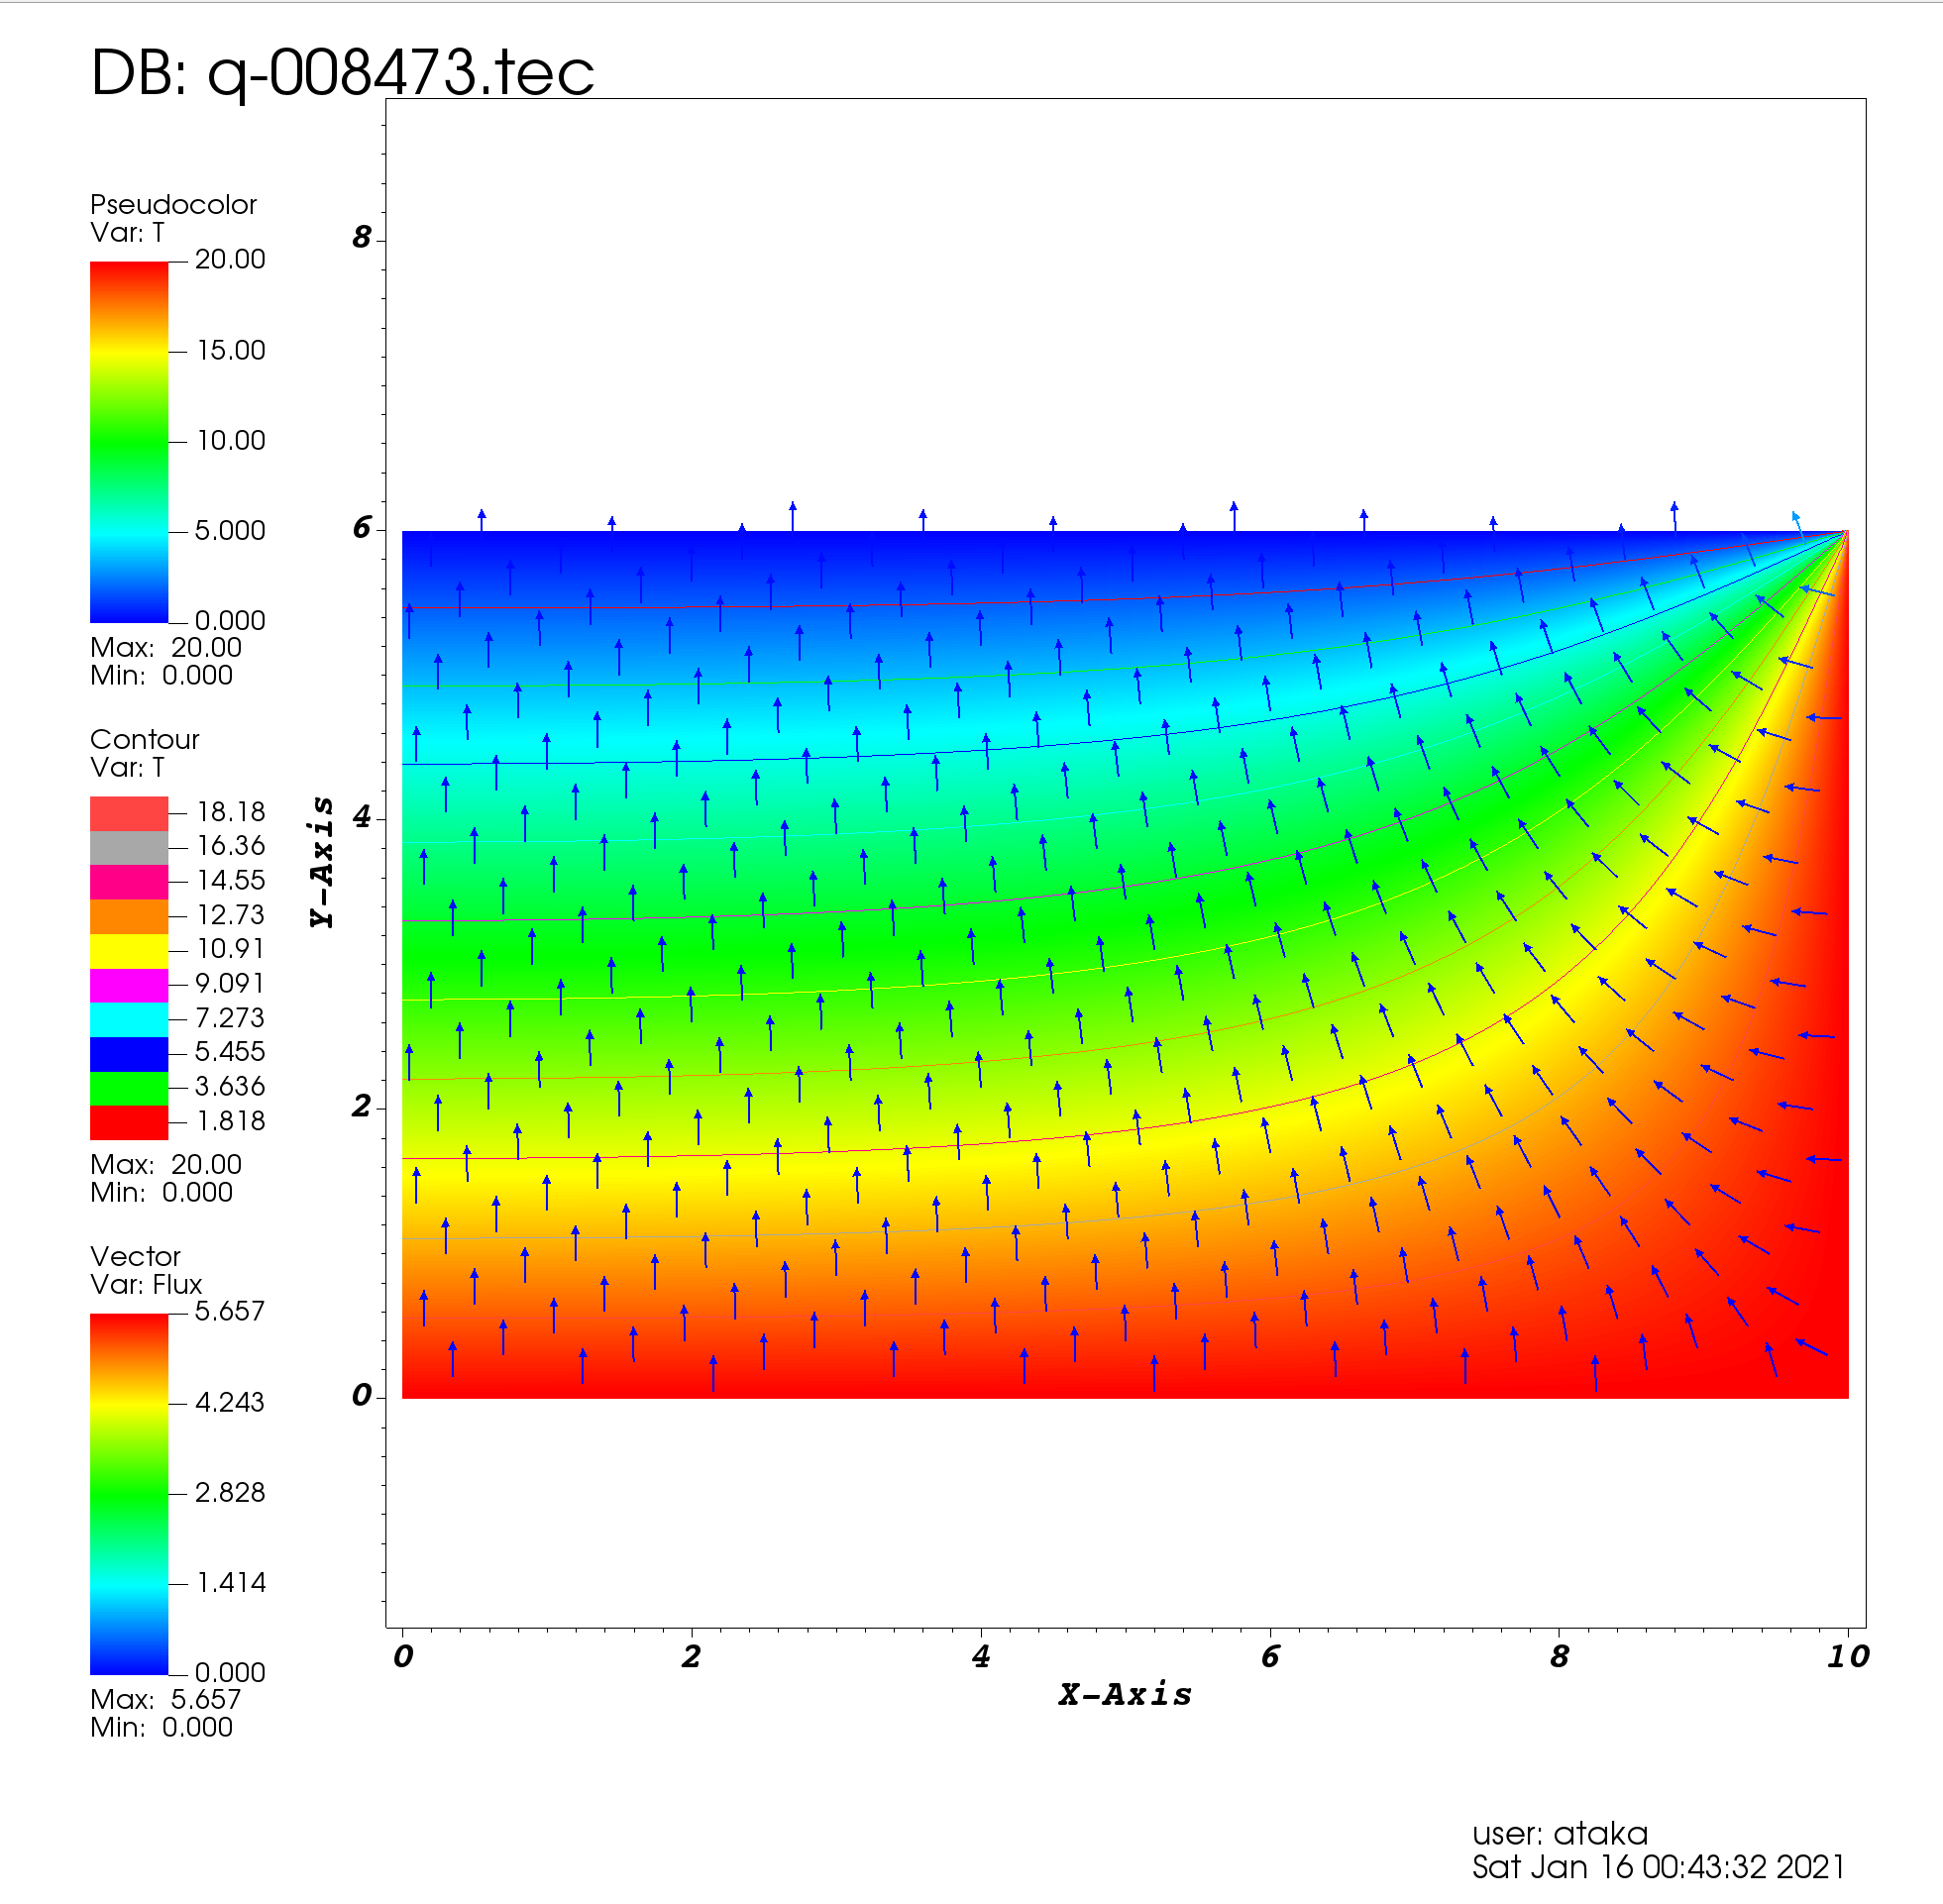 DB: q-008473.tec
Pseudocolor
Var: T
20.00
15.00
10.00
5.000
0.000
Max: 20.00
Min: 0.000
Contour
Var: T
18.18
16.36
14.55
12.73
10.91
9.091
7.273
5.455
3.636
1.818
Max: 20.00
Min: 0.000
Vector
Var: Flux
5.657
4.243
2.828
1.414
0.000
Max: 5.657
Min: 0.000
Y-Axis
8
6
4
2
0
0 2 4 6 8 10
X-Axis
user: ataka
Sat Jan 16 00:43:32 2021